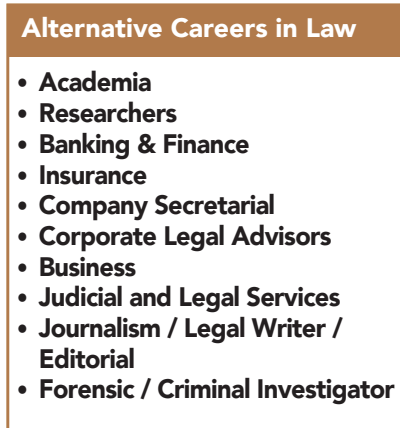 Alternative Careers in Law
• Academia
• Researchers
• Banking & Finance
• Insurance
• Company Secretarial
• Corporate Legal Advisors
• Business
• Judicial and Legal Services
• Journalism / Legal Writer /
Editorial
• Forensic / Criminal Investigator